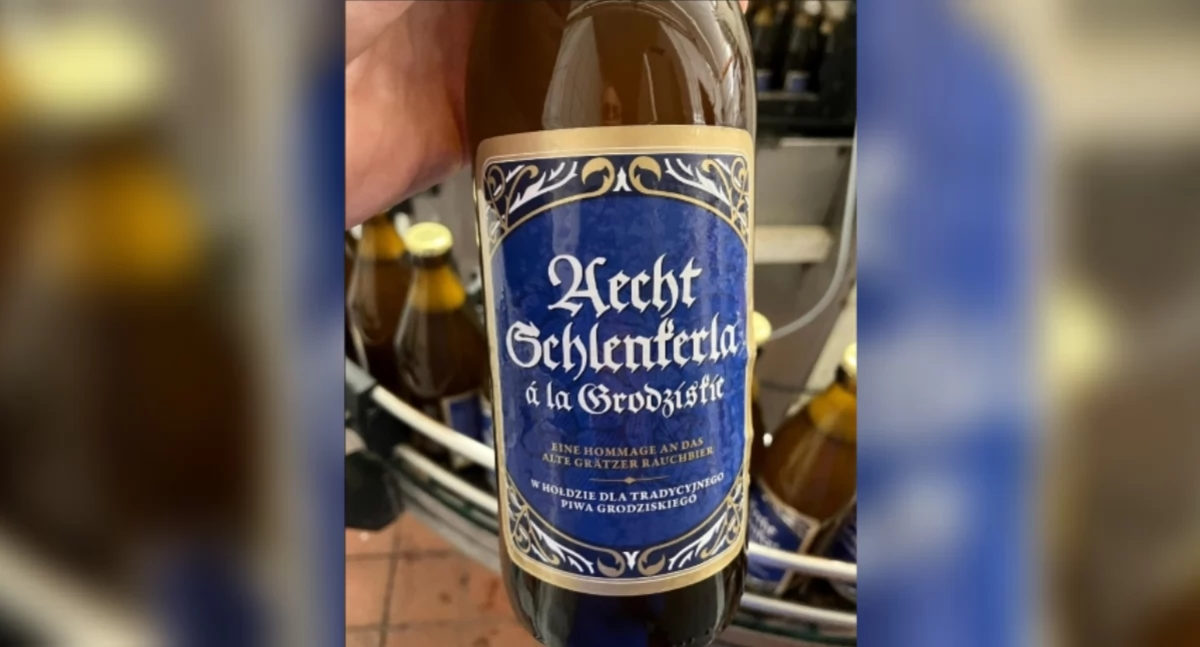 Aecht
Schlenkerla
á la Grodziskie
EINE HOMMAGE AN DAS
ALTE GRÄTZER RAUCHBIER
W HOŁDZIE DLA TRADYCYJNEGO
PIWA GRODZISKIEGO